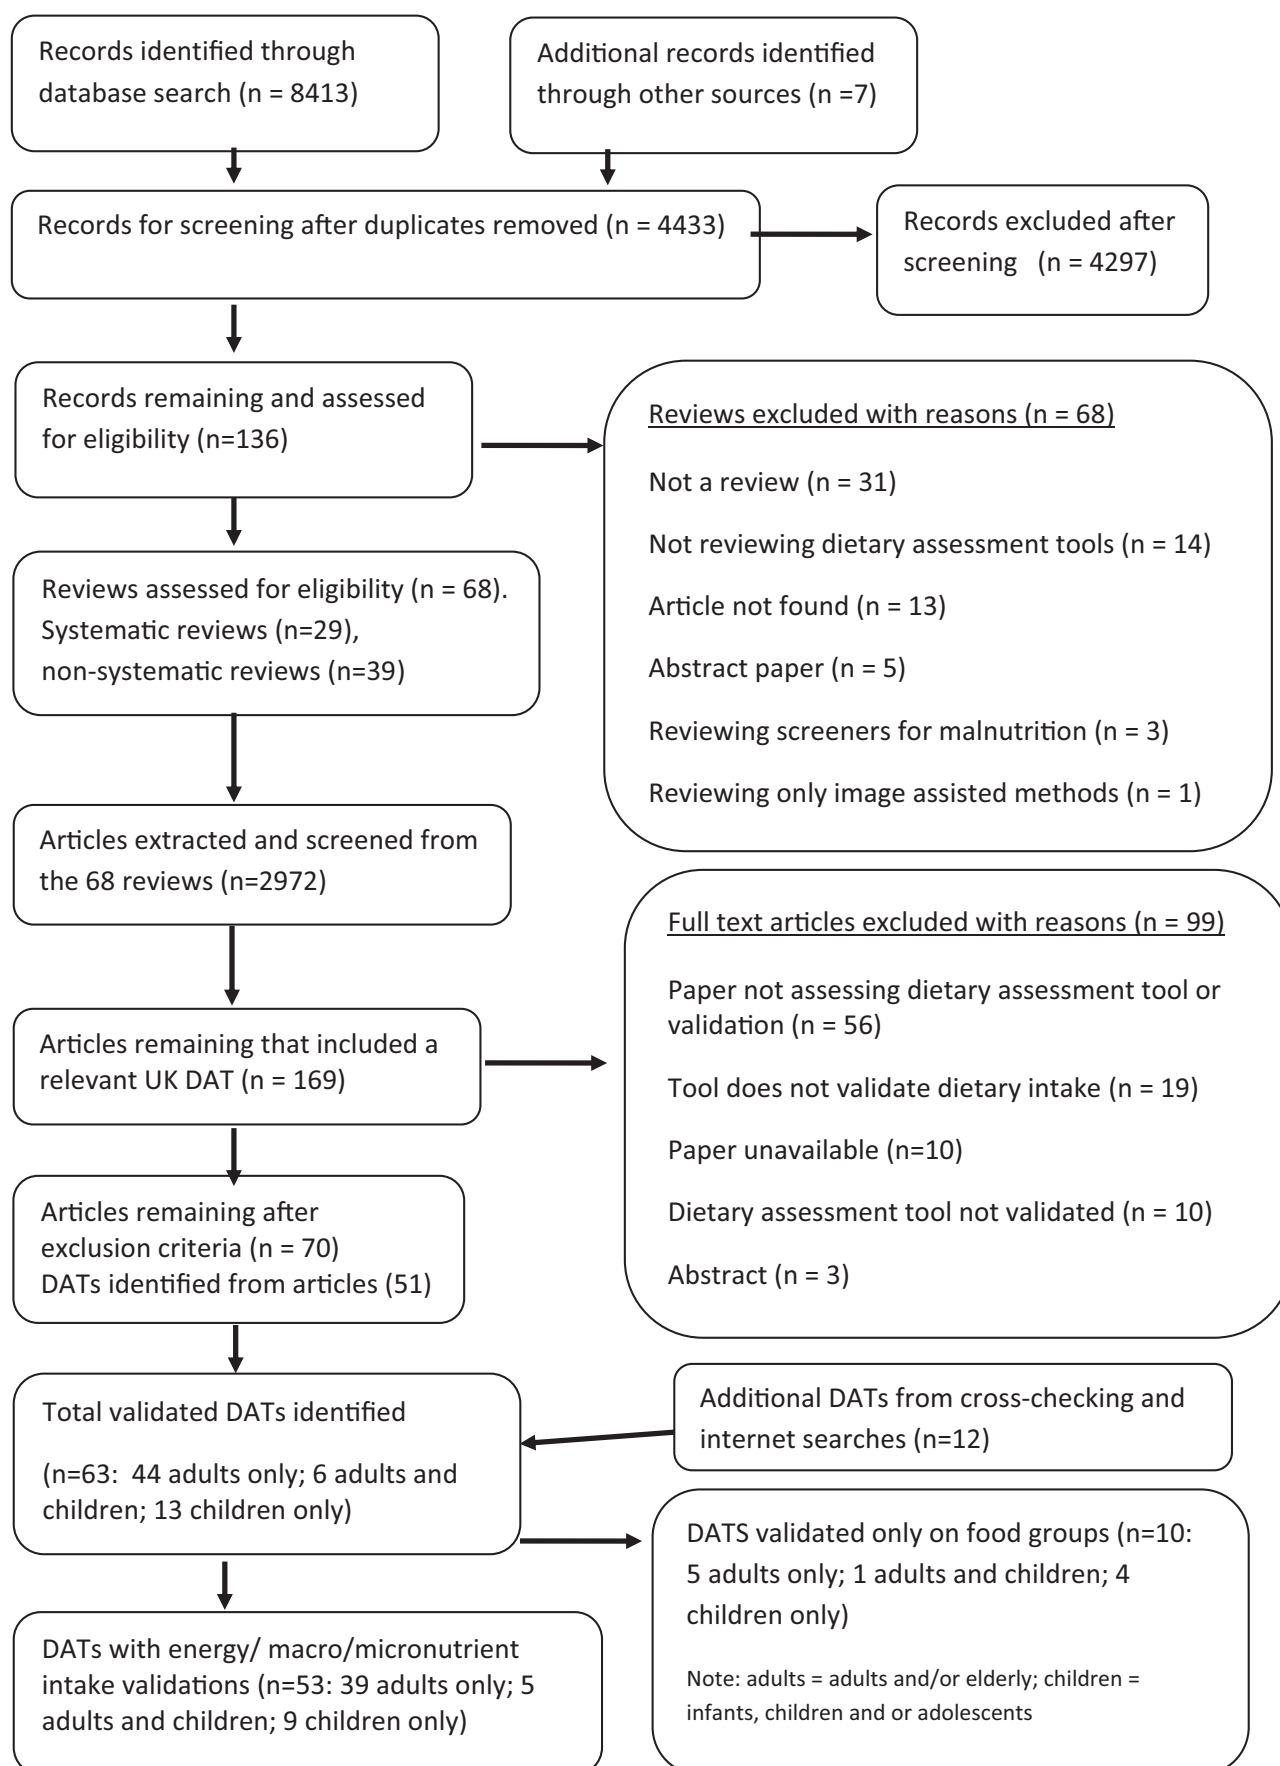 Records identified through
database search (n = 8413)
Additional records identified
through other sources (n =7)
Records for screening after duplicates removed (n = 4433)
Records excluded after
screening (n = 4297)
Records remaining and assessed
for eligibility (n=136)
Reviews excluded with reasons (n = 68)
Not a review (n = 31)
Not reviewing dietary assessment tools (n = 14)
Article not found (n = 13)
Abstract paper (n = 5)
Reviewing screeners for malnutrition (n = 3)
Reviewing only image assisted methods (n = 1)
Reviews assessed for eligibility (n = 68).
Systematic reviews (n=29),
non-systematic reviews (n=39)
Articles extracted and screened from
the 68 reviews (n=2972)
Articles remaining that included a
relevant UK DAT (n = 169)
Full text articles excluded with reasons (n = 99)
Paper not assessing dietary assessment tool or
validation (n = 56)
Tool does not validate dietary intake (n = 19)
Paper unavailable (n=10)
Dietary assessment tool not validated (n = 10)
Abstract (n = 3)
Articles remaining after
exclusion criteria (n = 70)
DATs identified from articles (51)
Total validated DATs identified
(n=63: 44 adults only; 6 adults and
children; 13 children only)
Additional DATs from cross-checking and
internet searches (n=12)
DATS validated only on food groups (n=10:
5 adults only; 1 adults and children; 4
children only)
Note: adults = adults and/or elderly; children =
infants, children and or adolescents
DATs with energy/ macro/micronutrient
intake validations (n=53: 39 adults only; 5
adults and children; 9 children only)